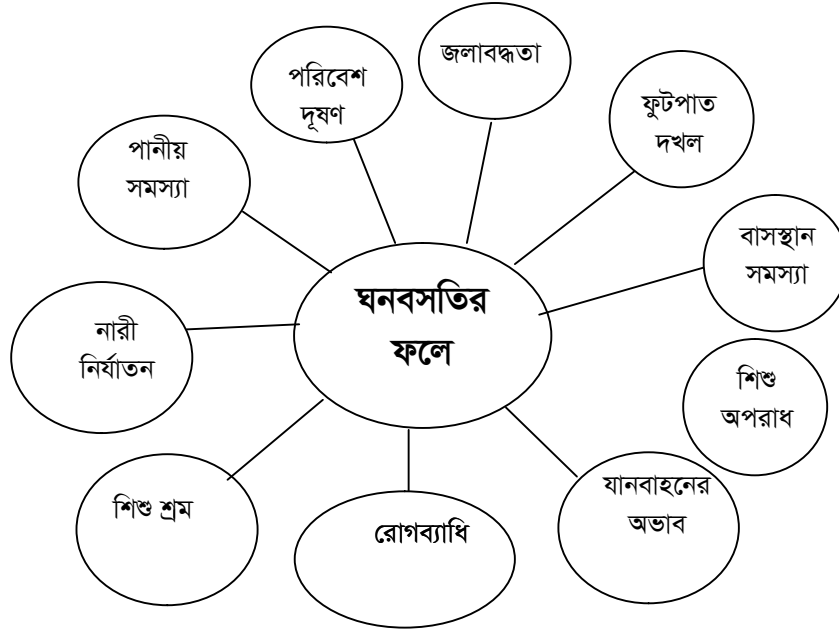 জলাবদ্ধতা
পরিবেশ
দূষণ
ফুটপাত
দখল
পানীয়
সমস্যা
বাসস্থান
সমস্যা
ঘনবসতির
ফলে
নারী
নির্যাতন
শিশু
অপরাধ
যানবাহনের
অভাব
শিশু শ্রম
রোগব্যাধি